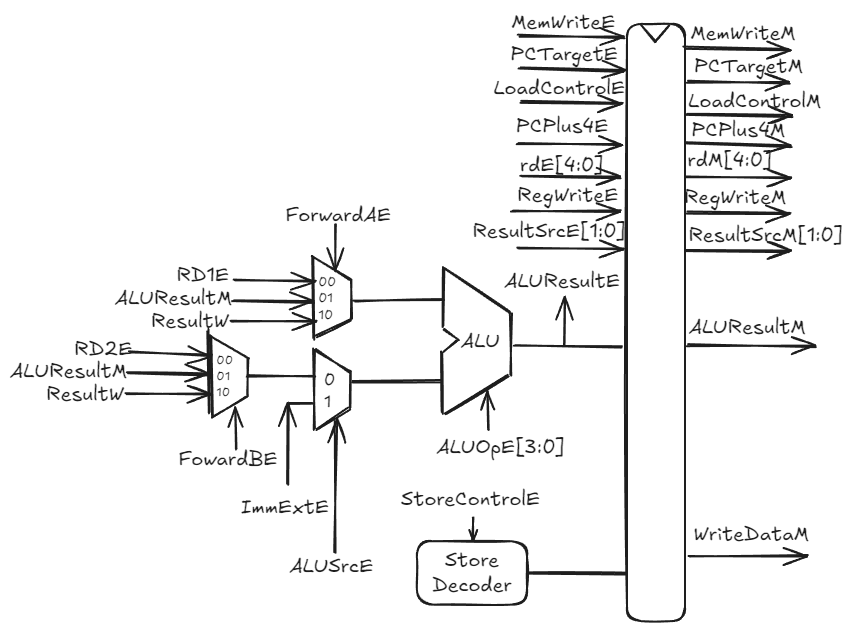 MemWriteE
MemWriteM
PCTargetE
PCTargetM
LoadControlE
LoadControlM
PCPlus4E
PCPlus4M
rdE[4:0]
rdM[4:0]
RegWriteE
RegWriteM
ForwardAE
ResultSrcE[1:0]
ResultSrcM[1:0]
RD1E
00
ALUResultE
ALUResultM
01
ResultW
10
ALUResultM
RD2E
00
ALU
ALUResultM
01
0
ResultW
10
1
FowardBE
ALUOpE[3:0]
ImmExtE
StoreControlE
WriteDataM
ALUSrcE
Store
Decoder